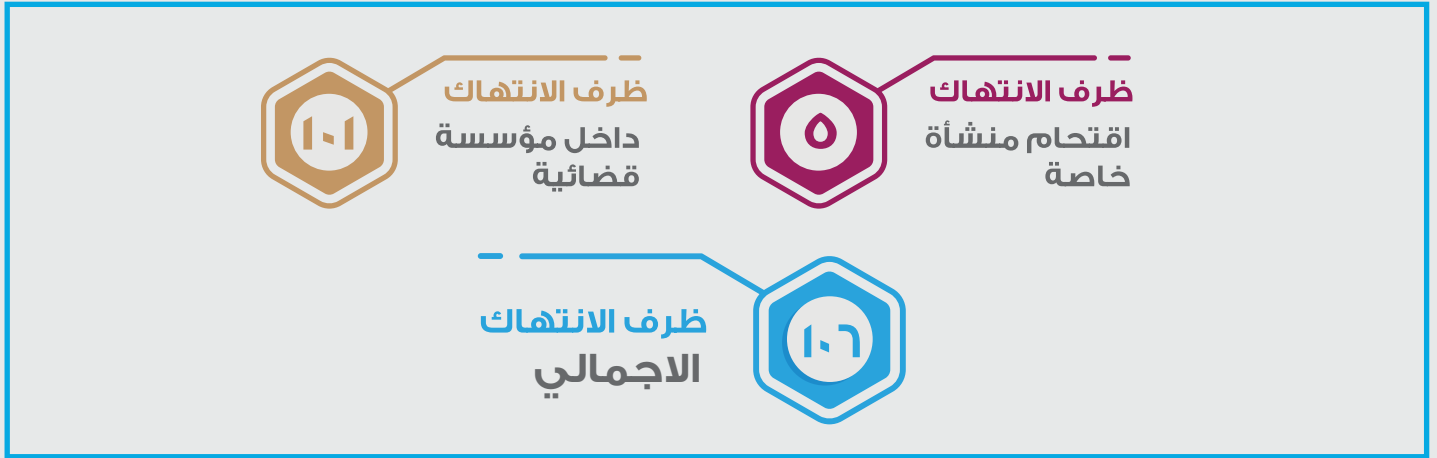 ظرف الانتهاك
اقتحام منشأة
خاصة
٥
ظرف الانتهاك
داخل مؤسسة
قضائية
١٠١
ظرف الانتهاك
الاجمالي
١٠٦